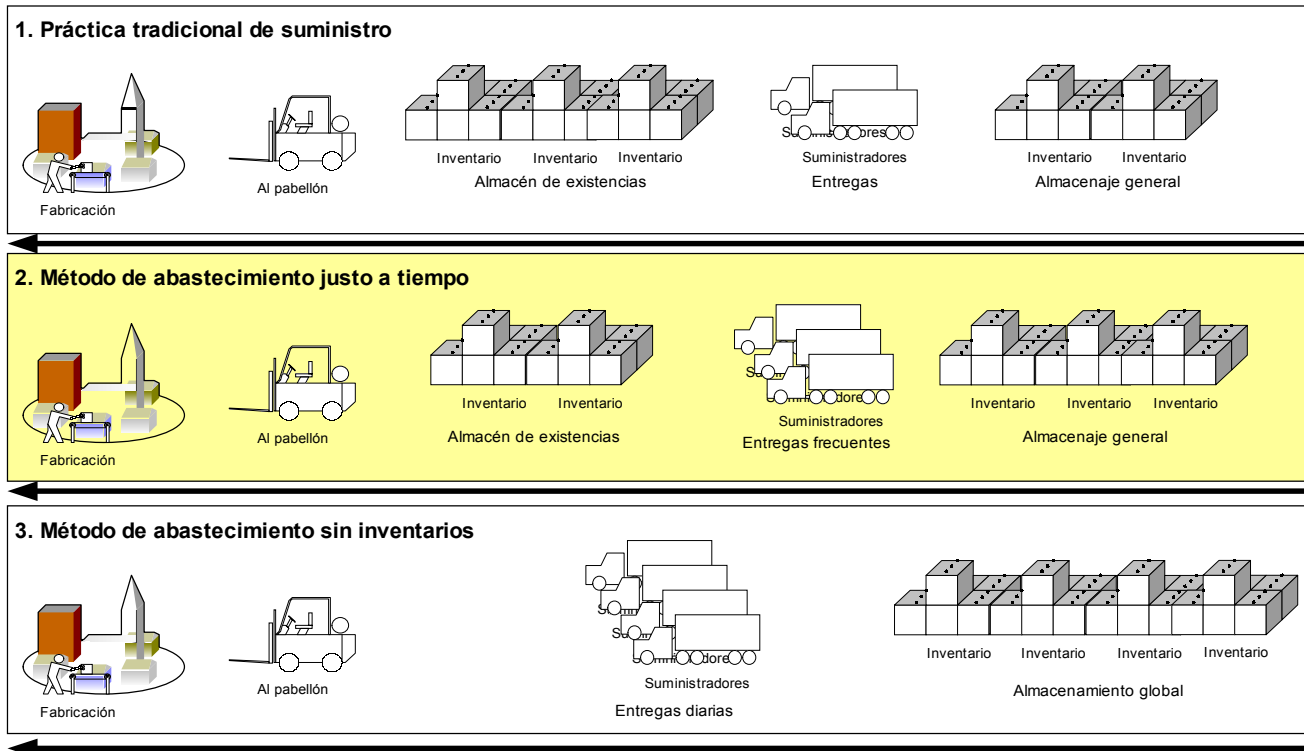 1. Práctica tradicional de suministro
Suministradores
Inventario Inventario Inventario
Suministradores
Inventario Inventario
Almacén de existencias
Entregas
Almacenaje general
Al pabellón
Fabricación
2. Método de abastecimiento justo a tiempo
Inventario Inventario
Suministradores
Inventario Inventario Inventario
Al pabellón
Almacén de existencias
Entregas frecuentes
Almacenaje general
Fabricación
3. Método de abastecimiento sin inventarios
Inventario Inventario Inventario Inventario
Suministradores
Al pabellón
Almacenamiento global
Fabricación
Entregas diarias